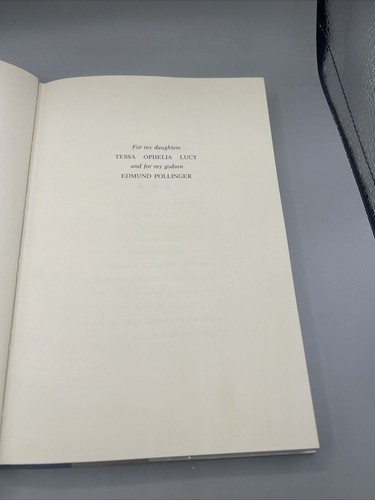 For my daughters
TESSA OPHELIA LUCY
and for my godson
EDMUND POLLINGER